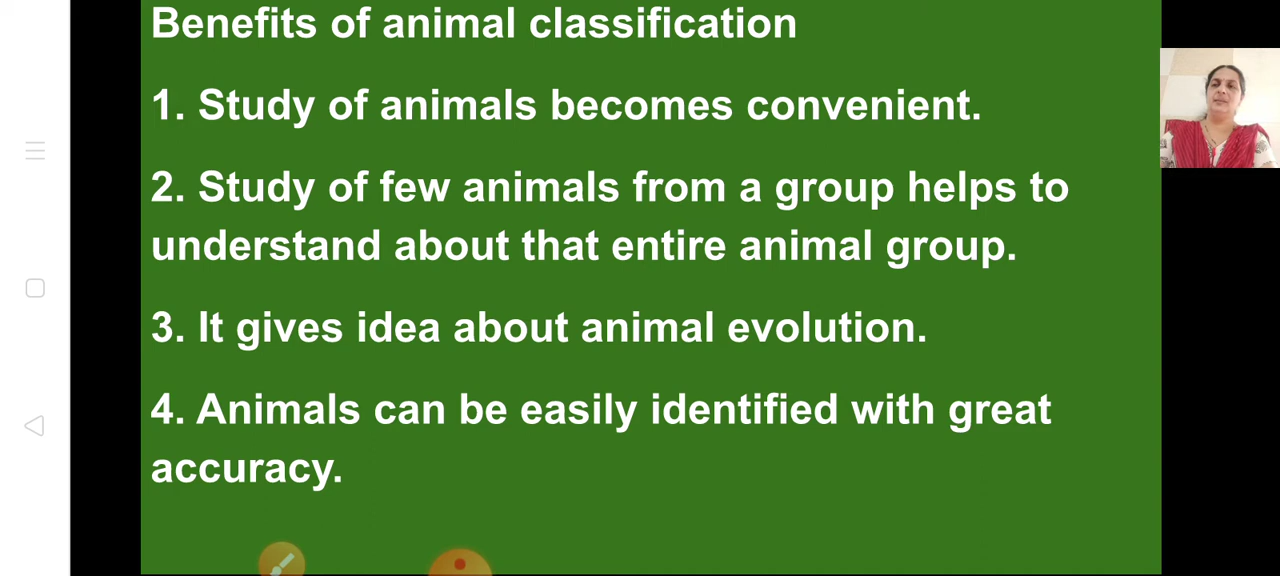 Benefits of animal classification
1. Study of animals becomes convenient.
2. Study of few animals from a group helps to
understand about that entire animal group.
3. It gives idea about animal evolution.
4. Animals can be easily identified with great
accuracy.